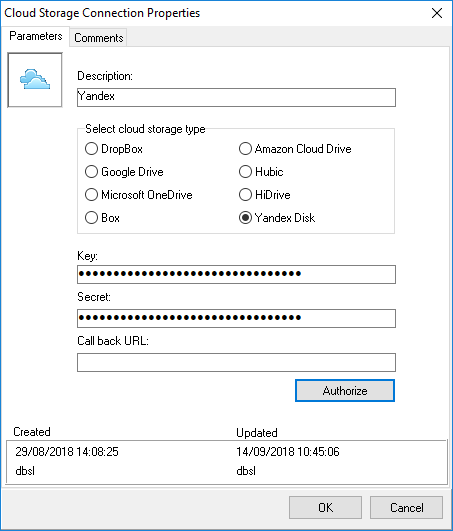 Cloud Storage Connection Properties
Parameters Comments
Description:
Yandex
Select cloud storage type
DropBox Amazon Cloud Drive
Google Drive Hubic
Microsoft OneDrive HiDrive
Box Yandex Disk
Key:
●●●●●●●●●●●●●●●●●●●●●●●●●●●●●●●●
Secret:
●●●●●●●●●●●●●●●●●●●●●●●●●●●●●●●●
Call back URL:
Authorize
Created Updated
29/08/2018 14:08:25 14/09/2018 10:45:06
dbsl dbsl
OK Cancel